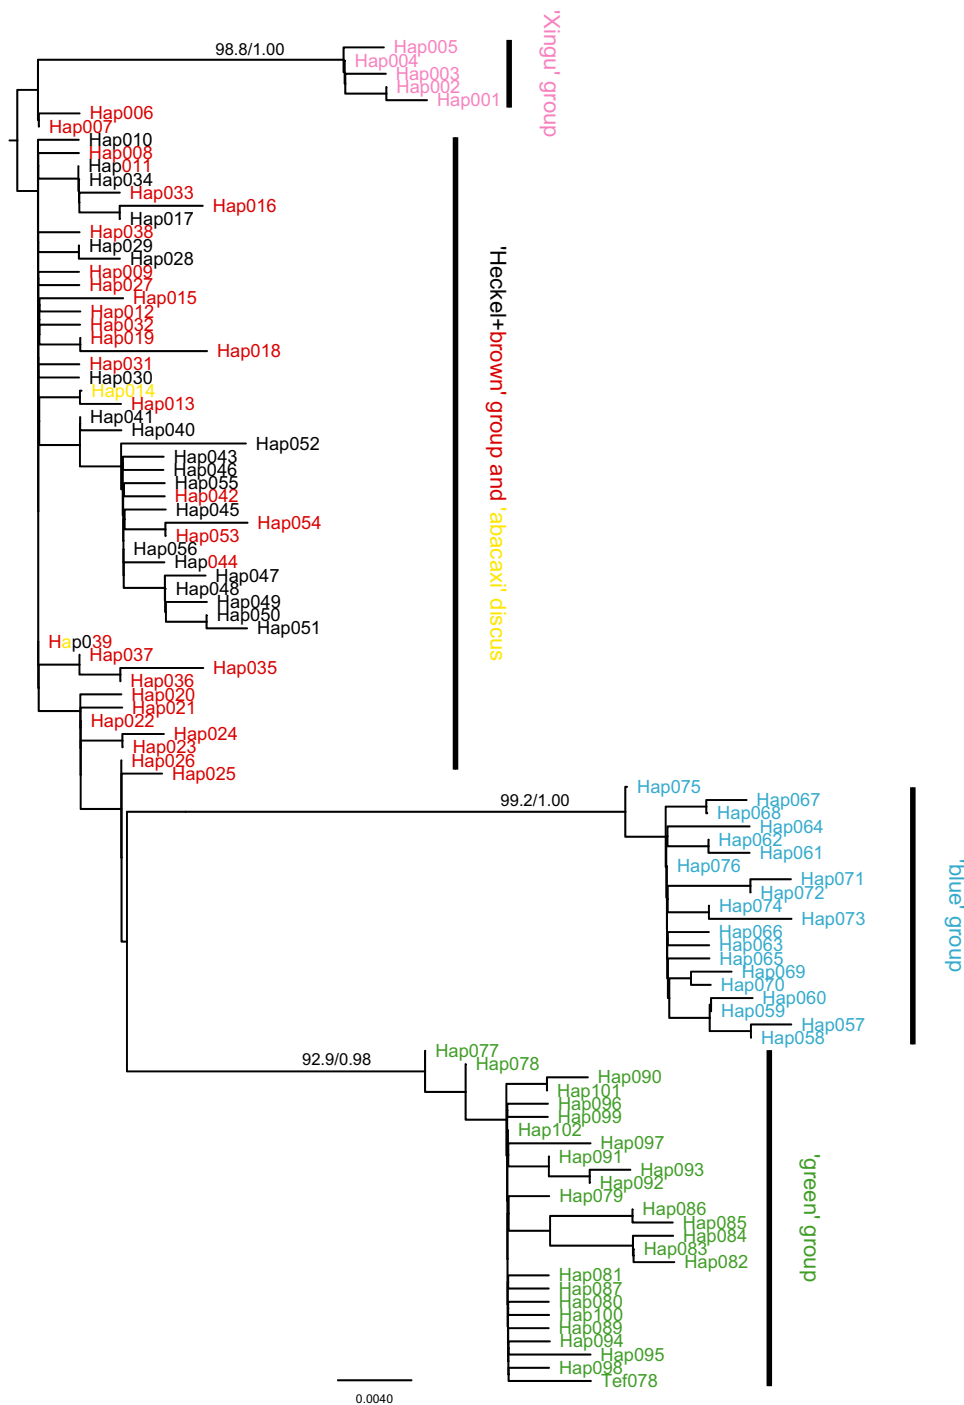 98.8/1.00
Hap005
Hap004
Hap003
Hap002
Hap001
'Xingu' group
Hap006
Hap007
Hap010
Hap008
Hap011
Hap034
Hap033
Hap016
Hap017
Hap038
Hap029
Hap028
Hap009
Hap027
Hap015
Hap012
Hap032
Hap019
Hap018
Hap031
Hap030
Hap014
Hap013
Hap041
Hap040
Hap052
Hap043
Hap046
Hap055
Hap042
Hap045
Hap054
Hap053
Hap056
Hap044
Hap047
Hap048
Hap049
Hap050
Hap051
Hap039
Hap037
Hap035
Hap036
Hap020
Hap021
Hap022
Hap024
Hap023
Hap026
Hap025
'Heckel+brown' group and 'abacaxi' discus
99.2/1.00
Hap075
Hap067
Hap068
Hap064
Hap062
Hap061
Hap076
Hap071
Hap072
Hap074
Hap073
Hap066
Hap063
Hap065
Hap069
Hap070
Hap060
Hap059
Hap057
Hap058
'blue' group
92.9/0.98
Hap077
Hap078
Hap090
Hap101
Hap096
Hap099
Hap102
Hap097
Hap091
Hap093
Hap092
Hap079
Hap086
Hap085
Hap084
Hap083
Hap082
Hap081
Hap087
Hap080
Hap100
Hap089
Hap094
Hap095
Hap098
Tef078
'green' group
0.0040